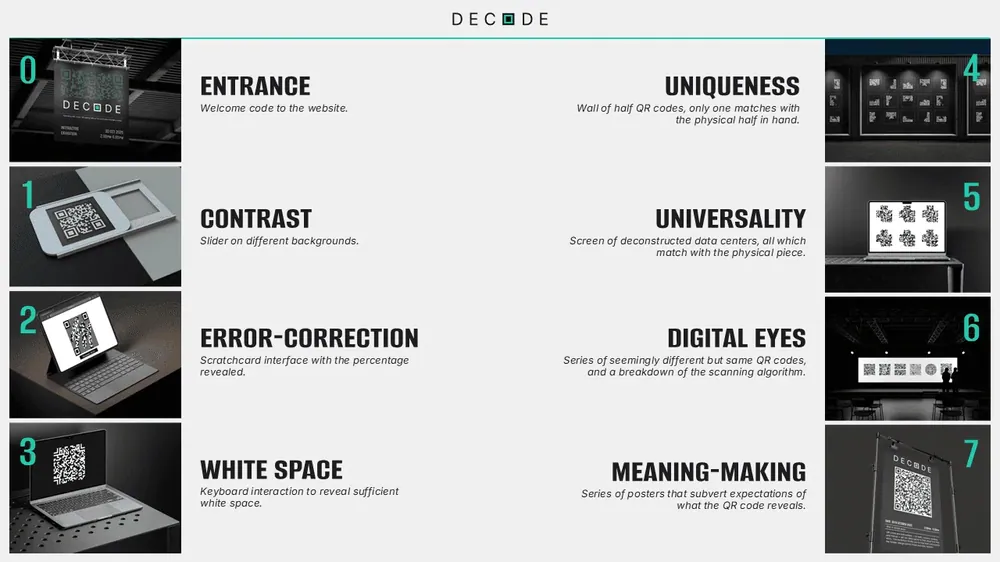 DECODE
0
DECODE
ENTRANCE
Welcome code to the website.
1
CONTRAST
Slider on different backgrounds.
2
ERROR-CORRECTION
Scratchcard interface with the percentage
revealed.
3
WHITE SPACE
Keyboard interaction to reveal sufficient
white space.
4
UNIQUENESS
Wall of half QR codes, only one matches with
the physical half in hand.
5
UNIVERSALITY
Screen of deconstructed data centers, all which
match with the physical piece.
6
DIGITAL EYES
Series of seemingly different but same QR codes,
and a breakdown of the scanning algorithm.
7
DECODE
MEANING-MAKING
Series of posters that subvert expectations of
what the QR code reveals.